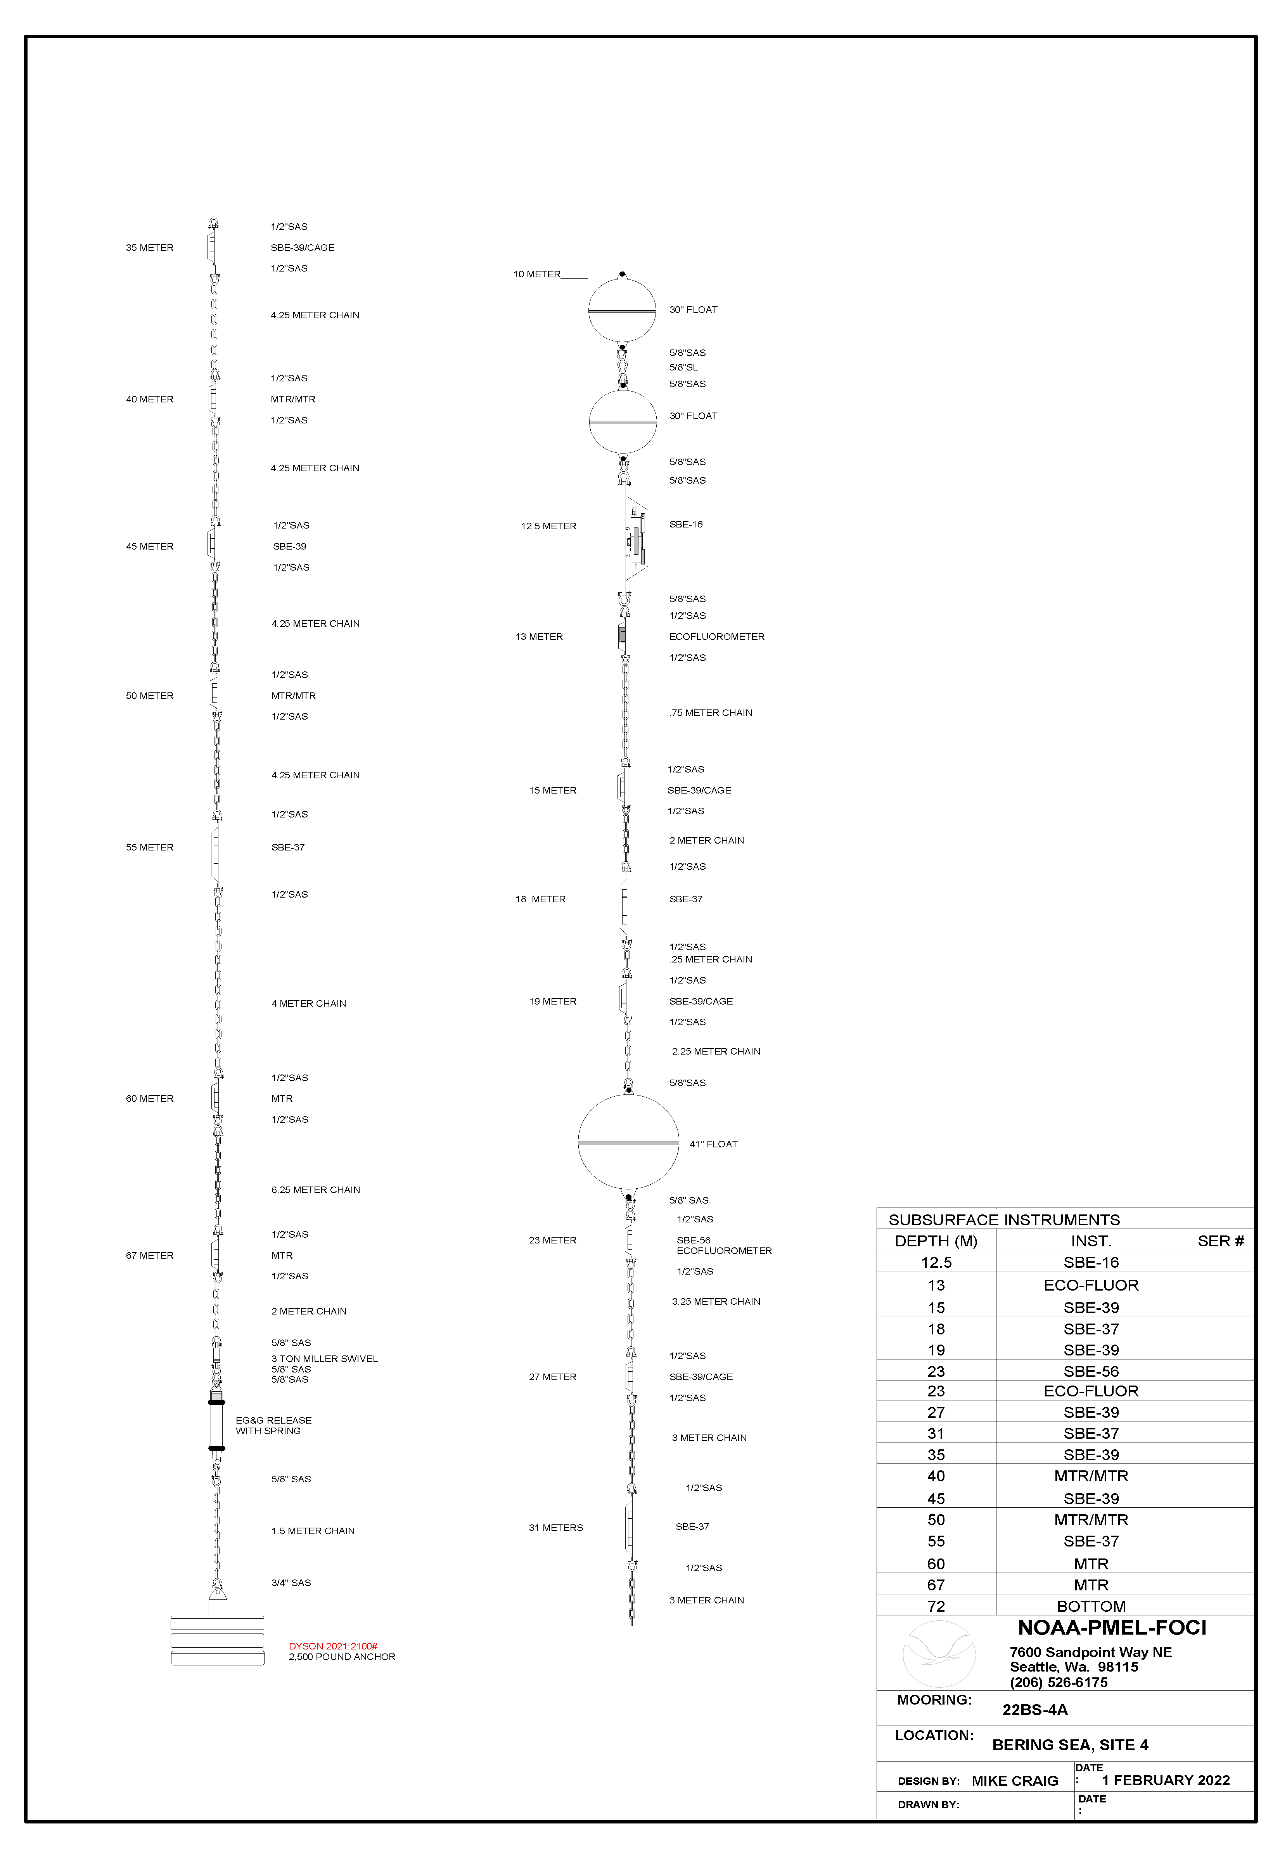 35 METER
1/2"SAS
SBE-39/CAGE
1/2"SAS
4.25 METER CHAIN
1/2"SAS
40 METER
MTR/MTR
1/2"SAS
4.25 METER CHAIN
1/2"SAS
45 METER
SBE-39
1/2"SAS
4.25 METER CHAIN
1/2"SAS
50 METER
MTR/MTR
1/2"SAS
4.25 METER CHAIN
1/2"SAS
55 METER
SBE-37
1/2"SAS
4 METER CHAIN
1/2"SAS
60 METER
MTR
1/2"SAS
6.25 METER CHAIN
1/2"SAS
67 METER
MTR
1/2"SAS
2 METER CHAIN
5/8" SAS
3 TON MILLER SWIVEL
5/8" SAS
5/8"SAS
EG&G RELEASE
WITH SPRING
5/8" SAS
1.5 METER CHAIN
3/4" SAS
DYSON 2021:2100#
2,500 POUND ANCHOR
10 METER
30" FLOAT
5/8"SAS
5/8"SL
5/8"SAS
30" FLOAT
5/8"SAS
5/8"SAS
12.5 METER
SBE-16
5/8"SAS
1/2"SAS
13 METER
ECOFLUOROMETER
1/2"SAS
.75 METER CHAIN
1/2"SAS
15 METER
SBE-39/CAGE
1/2"SAS
2 METER CHAIN
1/2"SAS
18 METER
SBE-37
1/2"SAS
.25 METER CHAIN
1/2"SAS
19 METER
SBE-39/CAGE
1/2"SAS
2.25 METER CHAIN
5/8"SAS
41" FLOAT
5/8" SAS
1/2"SAS
23 METER
SBE-56
ECOFLUOROMETER
1/2"SAS
3.25 METER CHAIN
1/2"SAS
27 METER
SBE-39/CAGE
1/2"SAS
3 METER CHAIN
1/2"SAS
31 METERS
SBE-37
1/2"SAS
3 METER CHAIN
SUBSURFACE INSTRUMENTS
DEPTH (M) INST. SER #
12.5 SBE-16
13 ECO-FLUOR
15 SBE-39
18 SBE-37
19 SBE-39
23 SBE-56
23 ECO-FLUOR
27 SBE-39
31 SBE-37
35 SBE-39
40 MTR/MTR
45 SBE-39
50 MTR/MTR
55 SBE-37
60 MTR
67 MTR
72 BOTTOM
NOAA-PMEL-FOCI
7600 Sandpoint Way NE
Seattle, Wa. 98115
(206) 526-6175
MOORING: 22BS-4A
LOCATION: BERING SEA, SITE 4
DESIGN BY: MIKE CRAIG
DATE
: 1 FEBRUARY 2022
DRAWN BY:
DATE
: